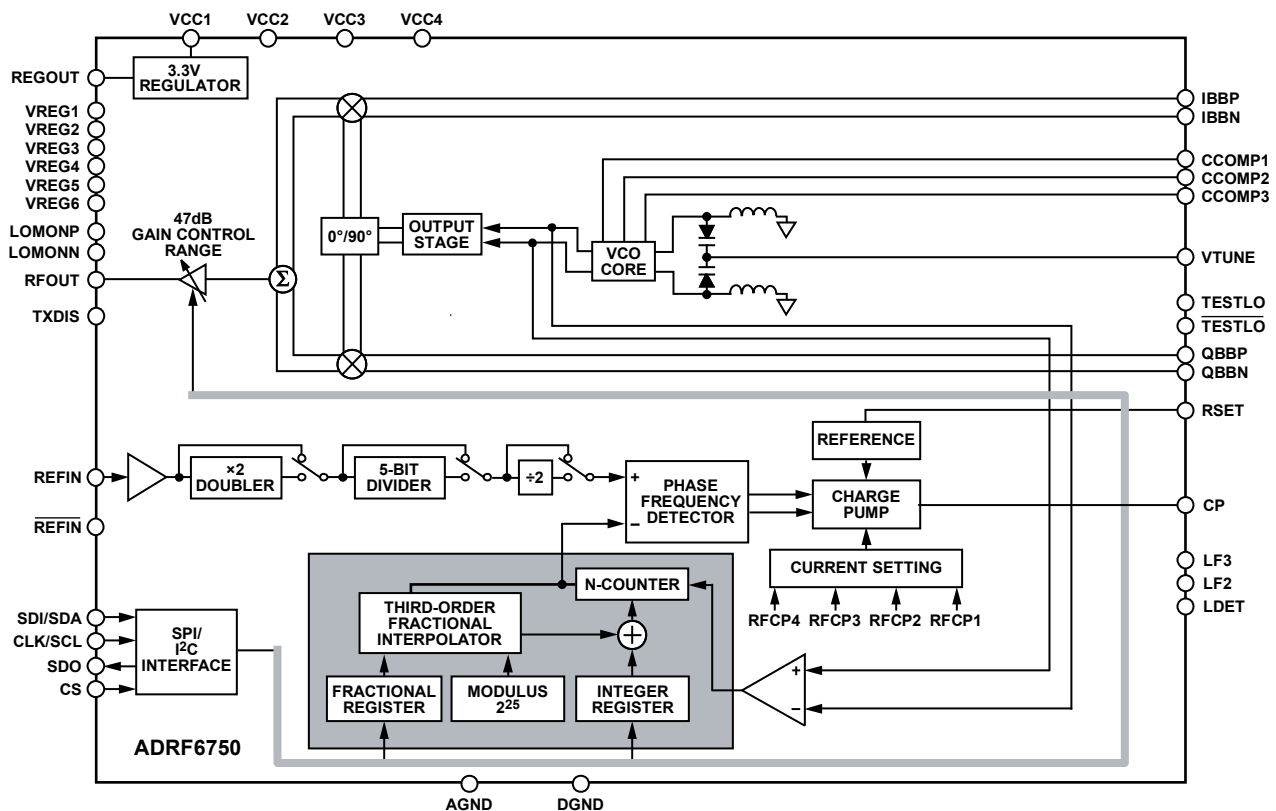 VCC1
VCC2
VCC3
VCC4
REGOUT
3.3V
REGULATOR
VREG1
VREG2
VREG3
VREG4
VREG5
VREG6
LOMONP
LOMONN
RFOUT
TXDIS
47dB
GAIN CONTROL
RANGE
Σ
0°/90°
OUTPUT
STAGE
VCO
CORE
IBBP
IBBN
CCOMP1
CCOMP2
CCOMP3
VTUNE
TESTLO
TESTLO
QBBP
QBBN
RSET
REFERENCE
REFIN
×2
DOUBLER
5-BIT
DIVIDER
÷2
+
−
PHASE
FREQUENCY
DETECTOR
CHARGE
PUMP
CP
REFIN
CURRENT SETTING
RFCP4
RFCP3
RFCP2
RFCP1
LF3
LF2
LDET
N-COUNTER
THIRD-ORDER
FRACTIONAL
INTERPOLATOR
+
SDI/SDA
CLK/SCL
SDO
CS
SPI/
I²C
INTERFACE
FRACTIONAL
REGISTER
MODULUS
2²⁵
INTEGER
REGISTER
+
−
ADRF6750
AGND
DGND